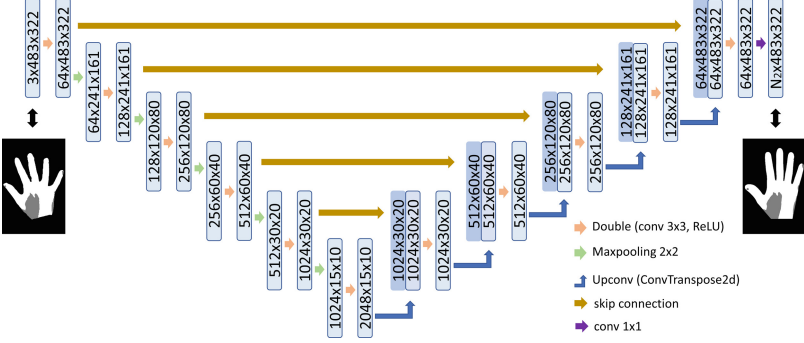 3x483x322
64x483x322
64x241x161
128x241x161
128x120x80
256x120x80
256x60x40
512x60x40
512x30x20
1024x30x20
1024x15x10
2048x15x10
1024x30x20
1024x30x20
1024x30x20
512x60x40
512x60x40
512x60x40
256x120x80
256x120x80
256x120x80
128x241x161
128x241x161
128x241x161
64x483x322
64x483x322
64x483x322
N₂x483x322
Double (conv 3x3, ReLU)
Maxpooling 2x2
Upconv (ConvTranspose2d)
skip connection
conv 1x1